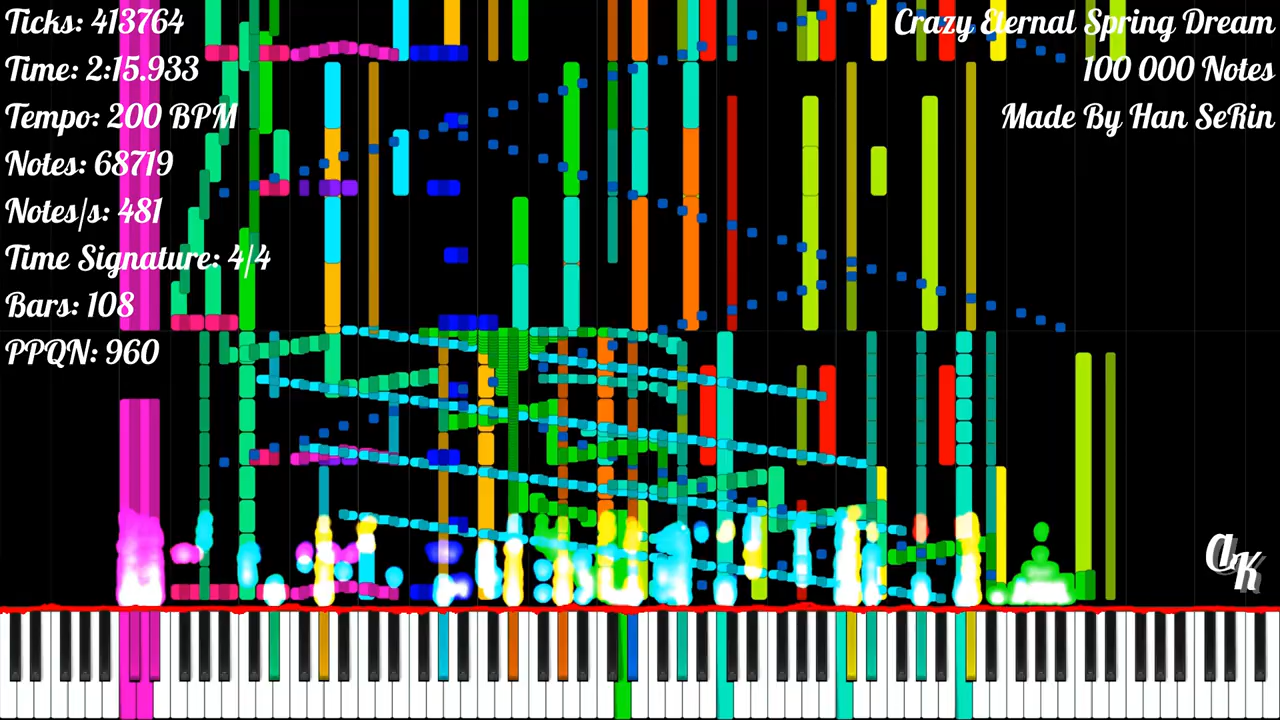 Ticks: 413764
Time: 2:15.933
Tempo: 200 BPM
Notes: 68719
Notes/s: 481
Time Signature: 4/4
Bars: 108
PPQN: 960
Crazy Eternal Spring Dream
100 000 Notes
Made By Han SeRin
AK